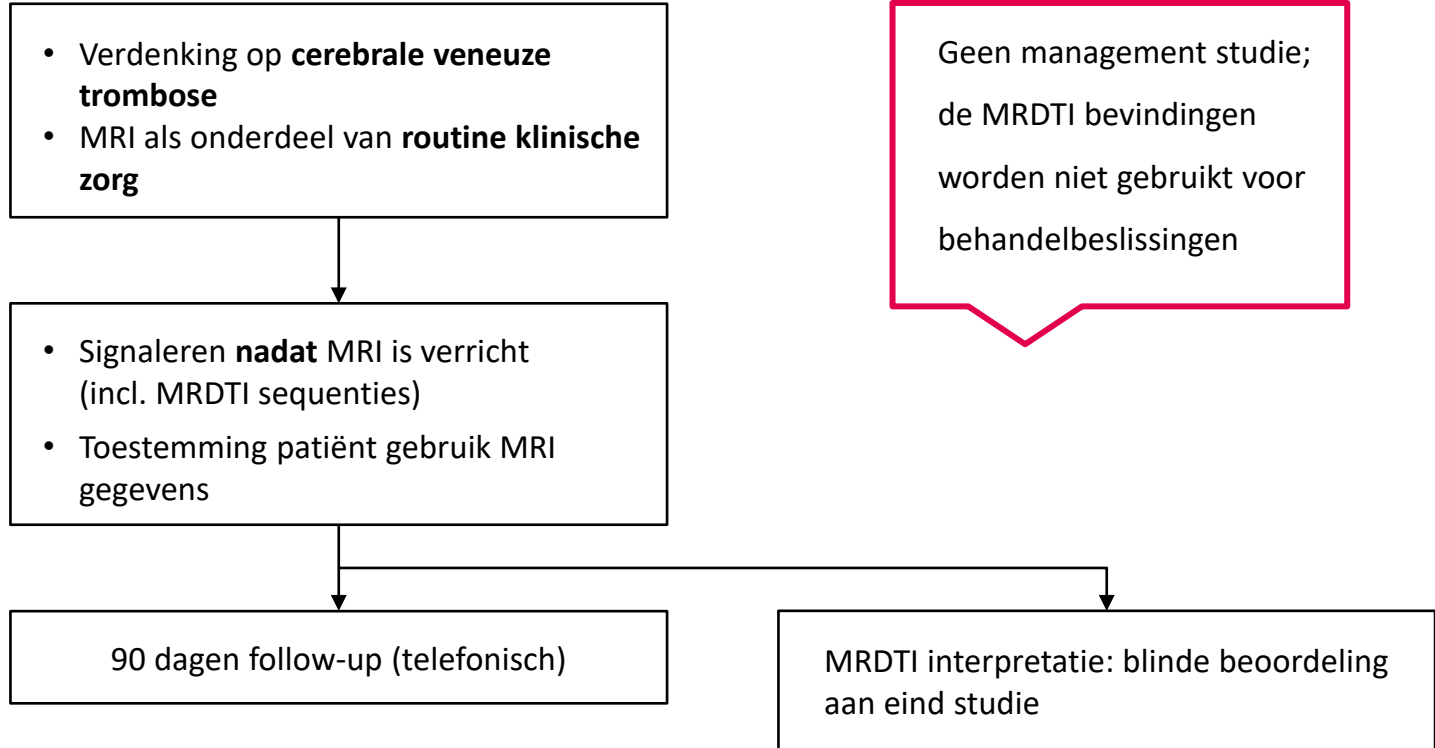 • Verdenking op cerebrale veneuze
trombose
• MRI als onderdeel van routine klinische
zorg
Geen management studie;
de MRDTI bevindingen
worden niet gebruikt voor
behandelbeslissingen
• Signaleren nadat MRI is verricht
(incl. MRDTI sequenties)
• Toestemming patiënt gebruik MRI
gegevens
90 dagen follow-up (telefonisch)
MRDTI interpretatie: blinde beoordeling
aan eind studie